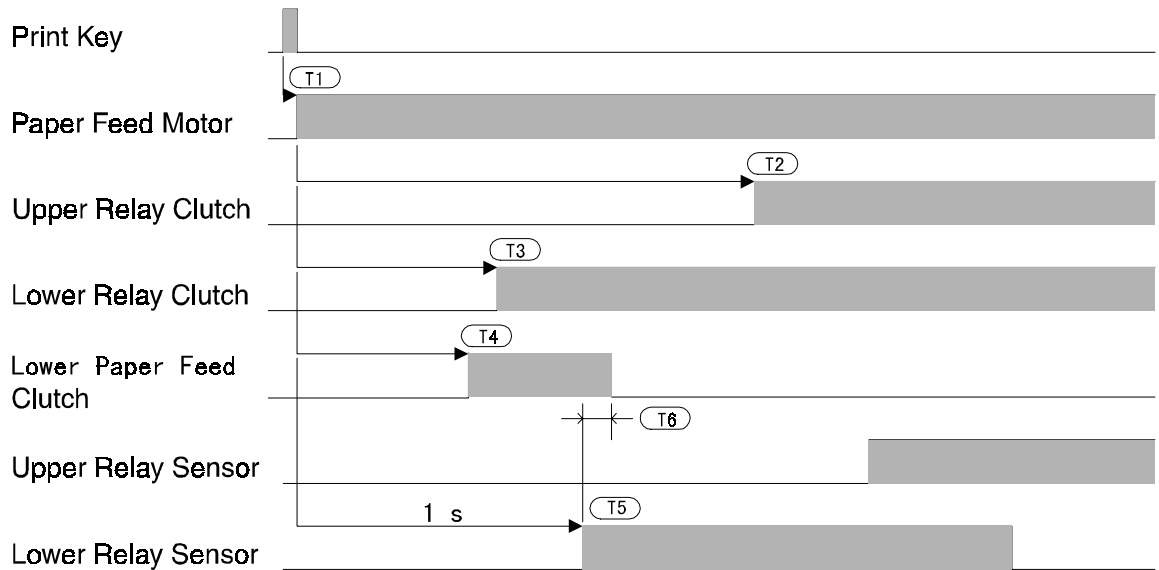 Print Key
T1
Paper Feed Motor
T2
Upper Relay Clutch
T3
Lower Relay Clutch
T4
Lower Paper Feed
Clutch
T6
Upper Relay Sensor
1 s
T5
Lower Relay Sensor